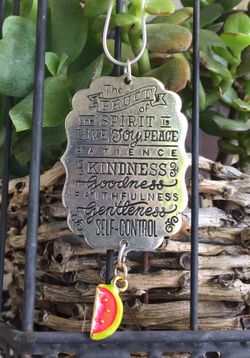 The
FRUIT
OF
THE SPIRIT IS
LOVE Joy PEACE
PATIENCE
KINDNESS
Goodness
FAITHFULNESS
Gentleness
SELF-CONTROL